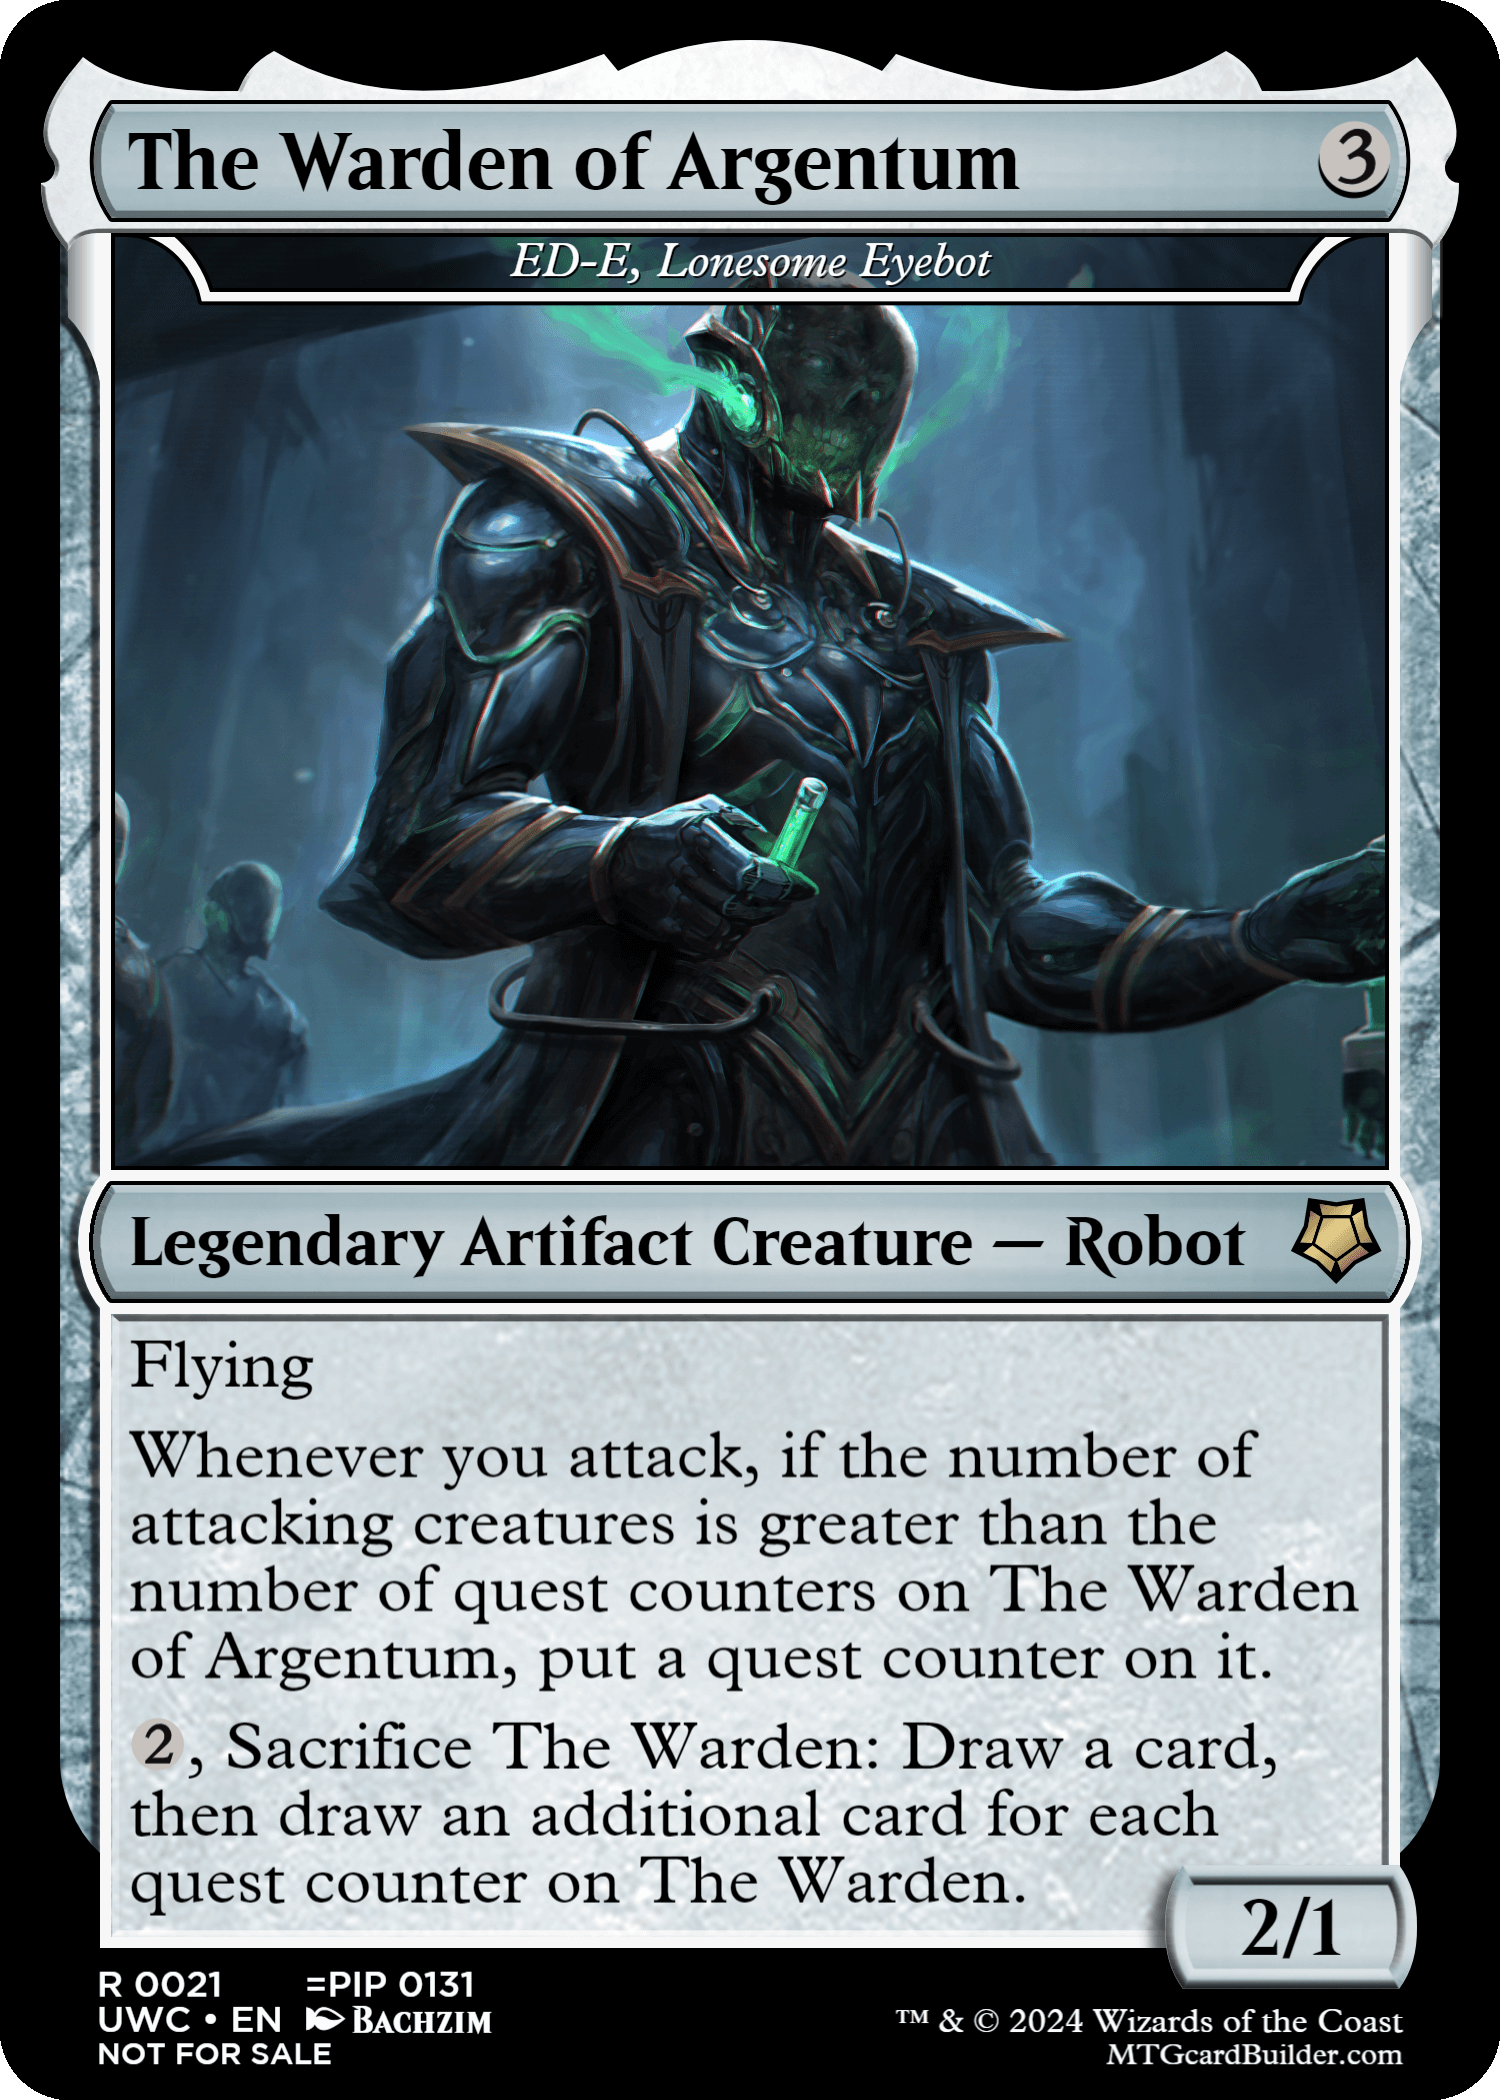 The Warden of Argentum 3
ED-E, Lonesome Eyebot
Legendary Artifact Creature — Robot
Flying
Whenever you attack, if the number of
attacking creatures is greater than the
number of quest counters on The Warden
of Argentum, put a quest counter on it.
2, Sacrifice The Warden: Draw a card,
then draw an additional card for each
quest counter on The Warden.
2/1
R 0021 =PIP 0131
UWC • EN BACHZIM
NOT FOR SALE
™ & © 2024 Wizards of the Coast
MTGcardBuilder.com